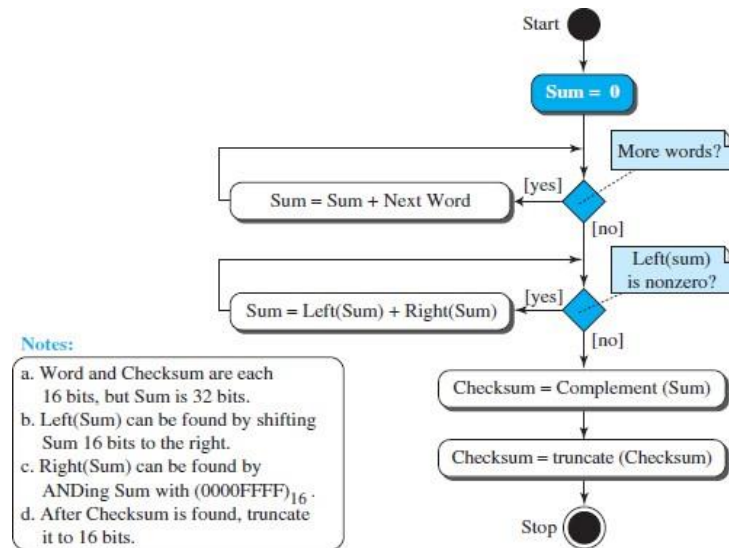 Start
Sum = 0
More words?
[yes]
Sum = Sum + Next Word
[no]
Left(sum)
is nonzero?
[yes]
Sum = Left(Sum) + Right(Sum)
[no]
Checksum = Complement (Sum)
Checksum = truncate (Checksum)
Stop
Notes:
a. Word and Checksum are each
16 bits, but Sum is 32 bits.
b. Left(Sum) can be found by shifting
Sum 16 bits to the right.
c. Right(Sum) can be found by
ANDing Sum with (0000FFFF)16 .
d. After Checksum is found, truncate
it to 16 bits.